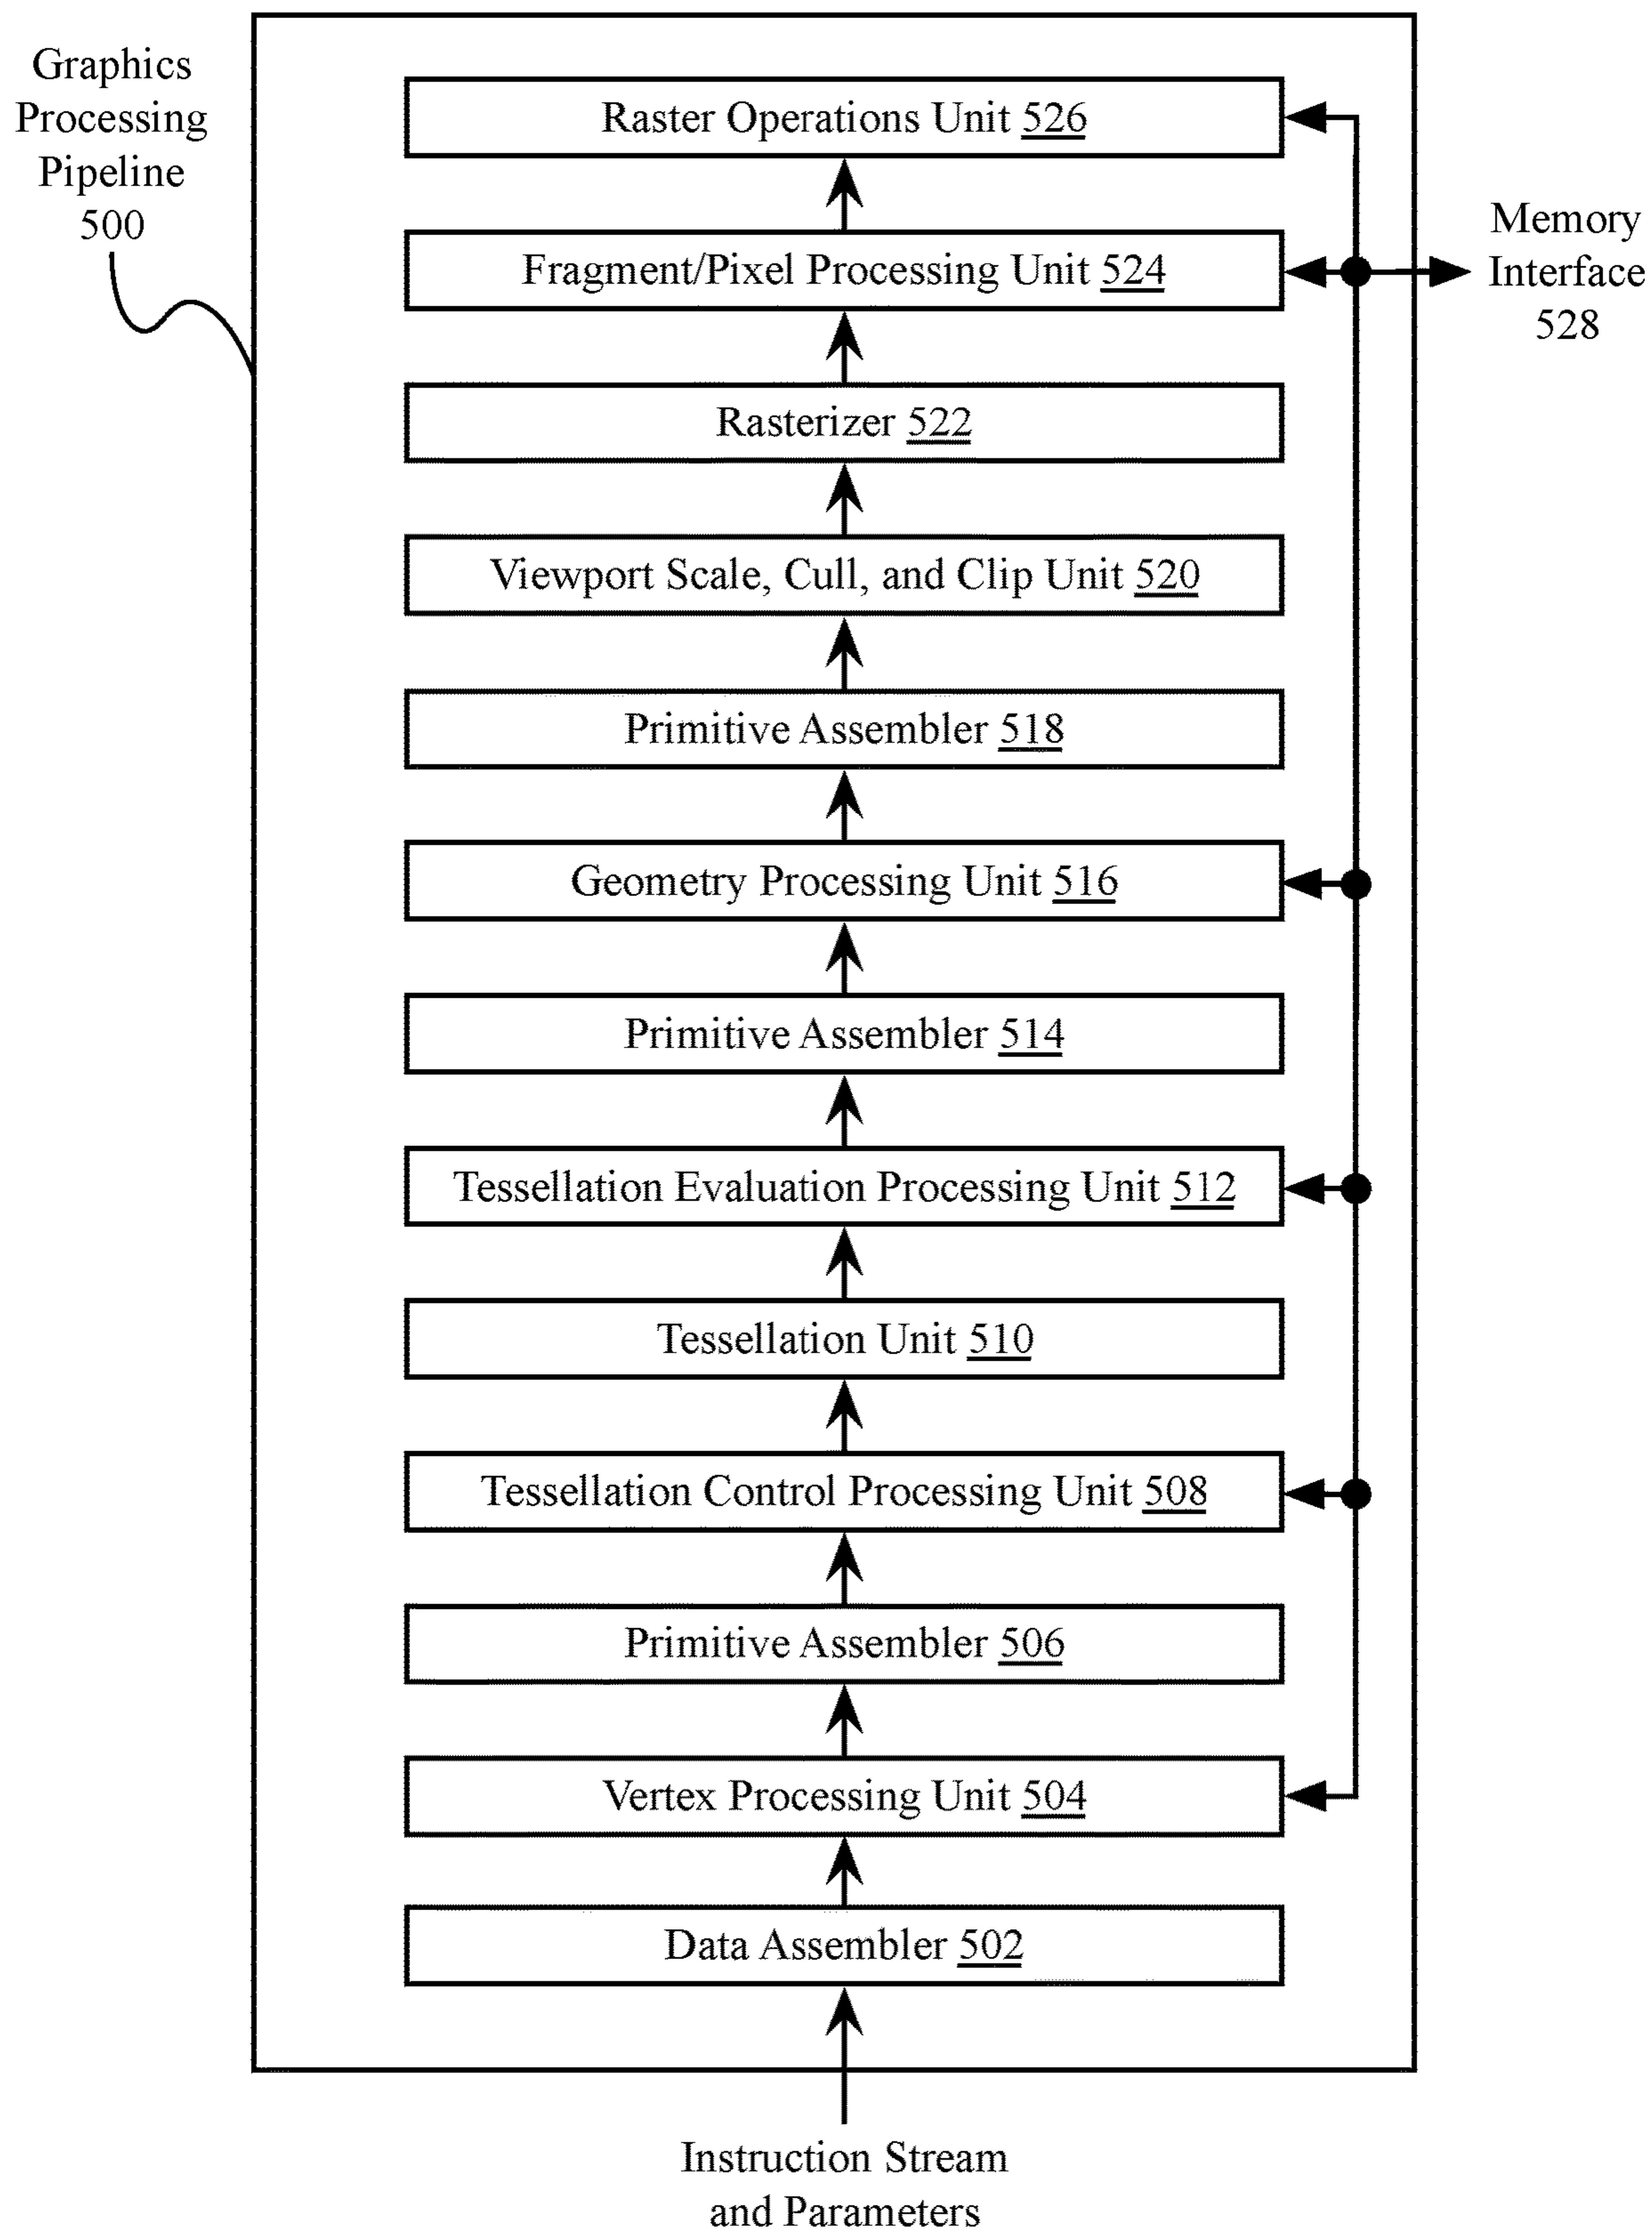 Graphics
Processing
Pipeline
500
Raster Operations Unit 526
Fragment/Pixel Processing Unit 524
Memory
Interface
528
Rasterizer 522
Viewport Scale, Cull, and Clip Unit 520
Primitive Assembler 518
Geometry Processing Unit 516
Primitive Assembler 514
Tessellation Evaluation Processing Unit 512
Tessellation Unit 510
Tessellation Control Processing Unit 508
Primitive Assembler 506
Vertex Processing Unit 504
Data Assembler 502
Instruction Stream
and Parameters